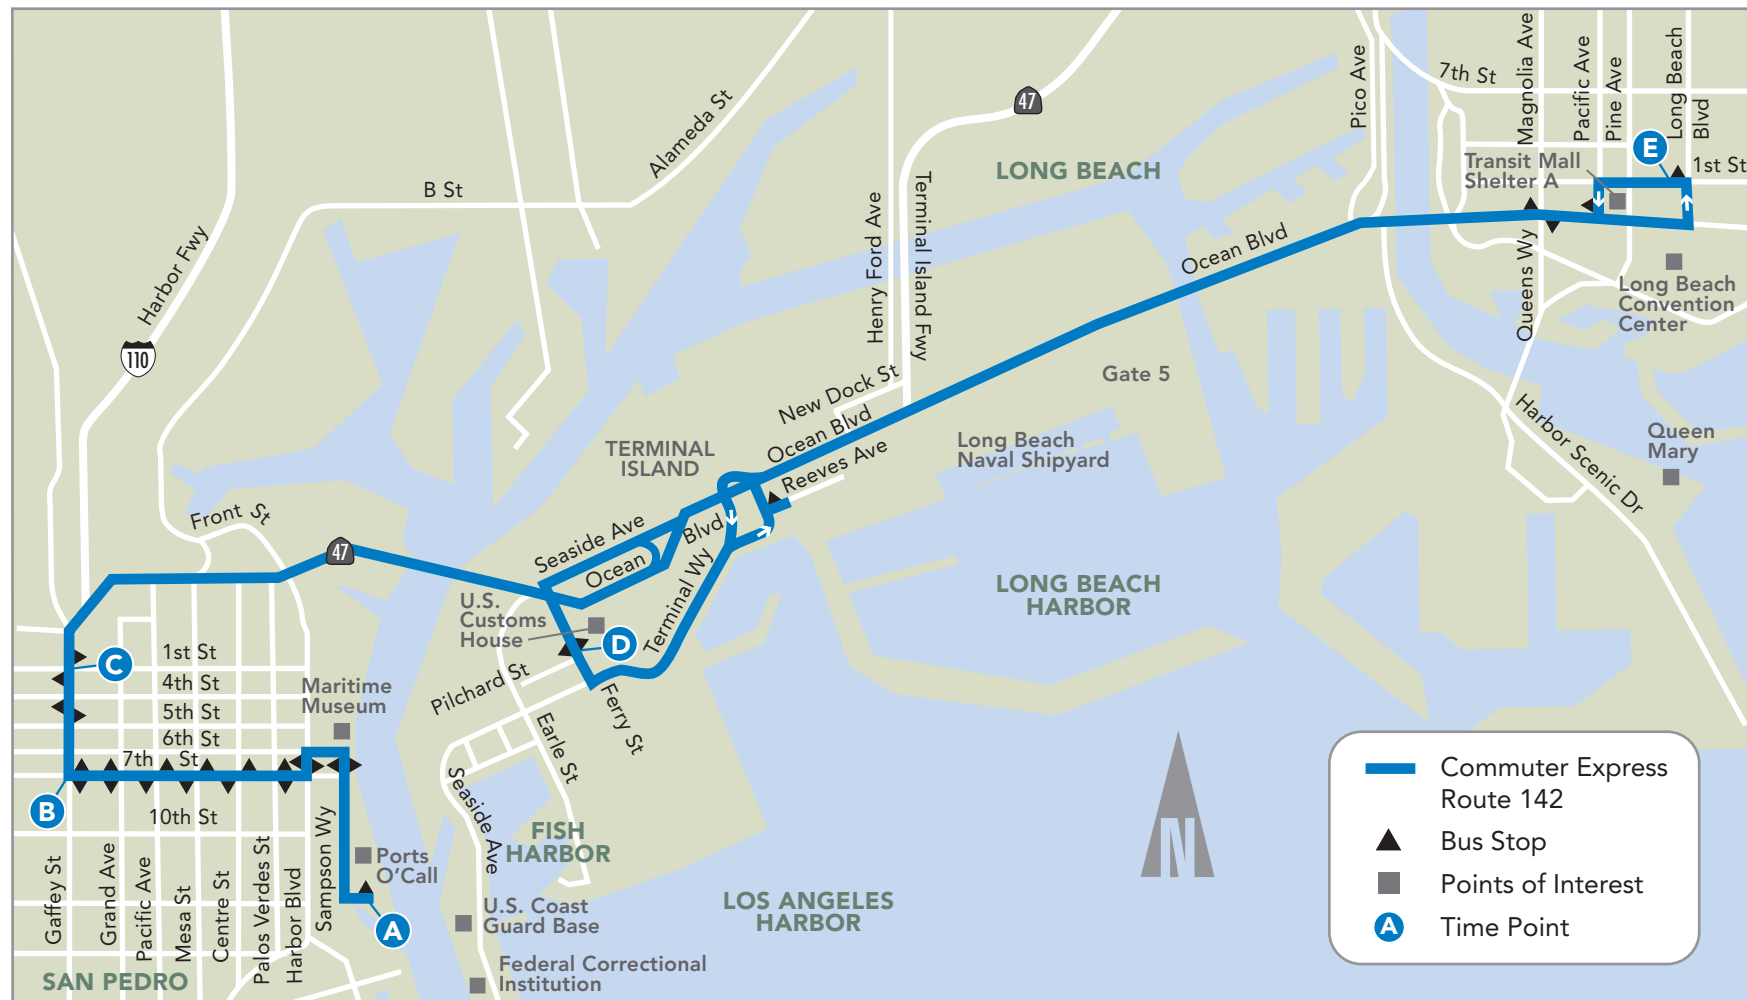 Harbor Fwy
110
B St
Alameda St
47
LONG BEACH
Henry Ford Ave
Terminal Island Fwy
Pico Ave
7th St
Magnolia Ave
Pacific Ave
Pine Ave
Long Beach
Blvd
E
1st St
Transit Mall
Shelter A
Ocean Blvd
Queens Wy
Long Beach
Convention
Center
Gate 5
New Dock St
Ocean Blvd
Reeves Ave
Long Beach
Naval Shipyard
Harbor Scenic Dr
Queen
Mary
TERMINAL
ISLAND
Front St
47
Seaside Ave
Ocean
Blvd
Terminal Wy
U.S.
Customs
House
D
LONG BEACH
HARBOR
C
1st St
4th St
5th St
6th St
7th St
10th St
Maritime
Museum
Pilchard St
Ferry St
Earle St
Seaside Ave
B
Gaffey St
Grand Ave
Pacific Ave
Mesa St
Centre St
Palos Verdes St
Harbor Blvd
Sampson Wy
Ports
O'Call
A
FISH
HARBOR
U.S. Coast
Guard Base
Federal Correctional
Institution
LOS ANGELES
HARBOR
SAN PEDRO
N
Commuter Express
Route 142
Bus Stop
Points of Interest
A
Time Point